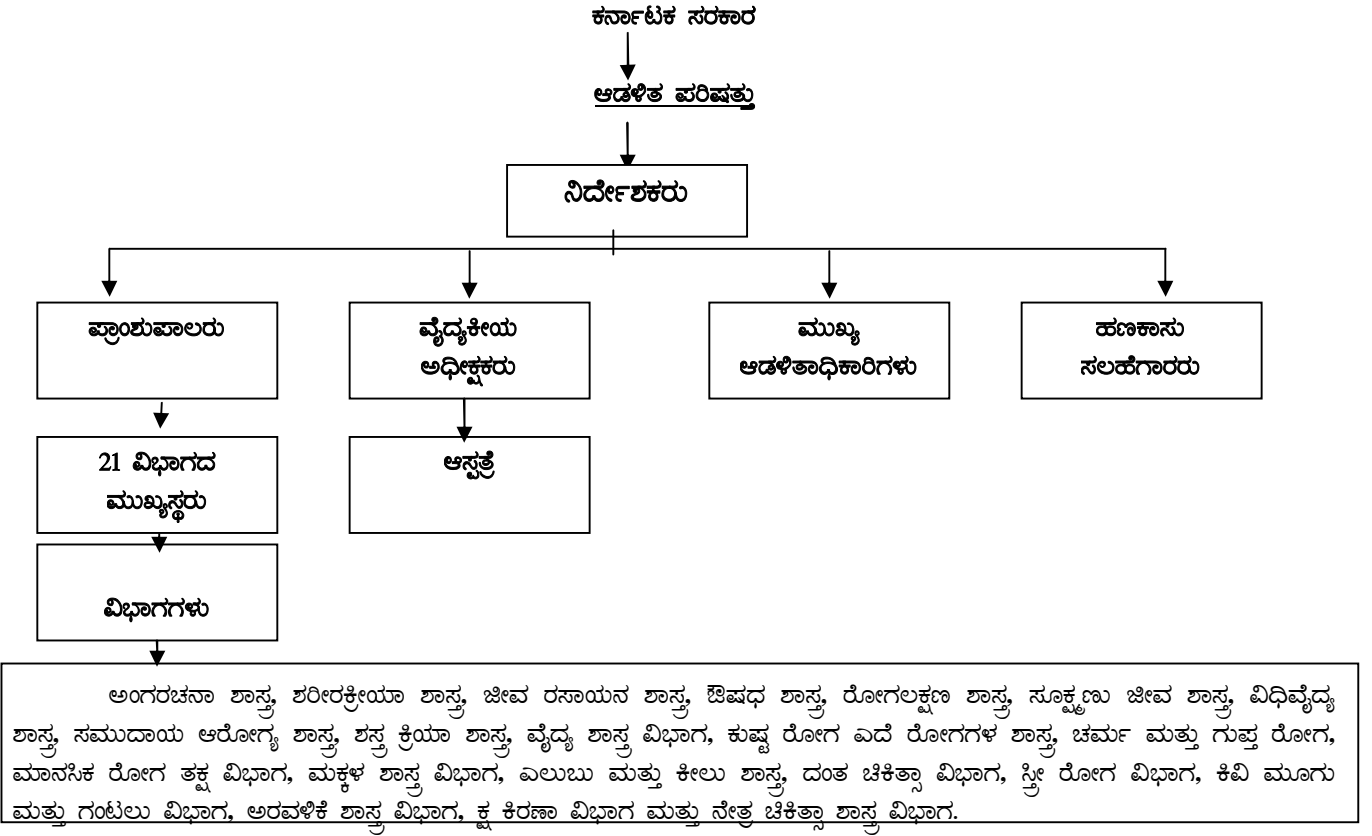 ಕರ್ನಾಟಕ ಸರಕಾರ
ಆಡಳಿತ ಪರಿಷತ್ತು
ನಿರ್ದೇಶಕರು
ಪ್ರಾಂಶುಪಾಲರು
ವೈದ್ಯಕೀಯ
ಅಧೀಕ್ಷಕರು
ಮುಖ್ಯ
ಆಡಳಿತಾಧಿಕಾರಿಗಳು
ಹಣಕಾಸು
ಸಲಹೆಗಾರರು
21 ವಿಭಾಗದ
ಮುಖ್ಯಸ್ಥರು
ಆಸ್ಪತ್ರೆ
ವಿಭಾಗಗಳು
ಅಂಗರಚನಾ ಶಾಸ್ತ್ರ, ಶರೀರಕ್ರೀಯಾ ಶಾಸ್ತ್ರ, ಜೀವ ರಸಾಯನ ಶಾಸ್ತ್ರ, ಔಷಧ ಶಾಸ್ತ್ರ, ರೋಗಲಕ್ಷಣ ಶಾಸ್ತ್ರ, ಸೂಕ್ಷ್ಮಣು ಜೀವ ಶಾಸ್ತ್ರ, ವಿಧಿವೈದ್ಯ
ಶಾಸ್ತ್ರ, ಸಮುದಾಯ ಆರೋಗ್ಯ ಶಾಸ್ತ್ರ, ಶಸ್ತ್ರ ಕ್ರಿಯಾ ಶಾಸ್ತ್ರ, ವೈದ್ಯ ಶಾಸ್ತ್ರ ವಿಭಾಗ, ಕುಷ್ಟ ರೋಗ ಎದೆ ರೋಗಗಳ ಶಾಸ್ತ್ರ, ಚರ್ಮ ಮತ್ತು ಗುಪ್ತ ರೋಗ,
ಮಾನಸಿಕ ರೋಗ ತಕ್ಷ ವಿಭಾಗ, ಮಕ್ಕಳ ಶಾಸ್ತ್ರ ವಿಭಾಗ, ಎಲುಬು ಮತ್ತು ಕೀಲು ಶಾಸ್ತ್ರ, ದಂತ ಚಿಕಿತ್ಸಾ ವಿಭಾಗ, ಸ್ತ್ರೀ ರೋಗ ವಿಭಾಗ, ಕಿವಿ ಮೂಗು
ಮತ್ತು ಗಂಟಲು ವಿಭಾಗ, ಅರವಳಿಕೆ ಶಾಸ್ತ್ರ ವಿಭಾಗ, ಕ್ಷ ಕಿರಣಾ ವಿಭಾಗ ಮತ್ತು ನೇತ್ರ ಚಿಕಿತ್ಸಾ ಶಾಸ್ತ್ರ ವಿಭಾಗ.